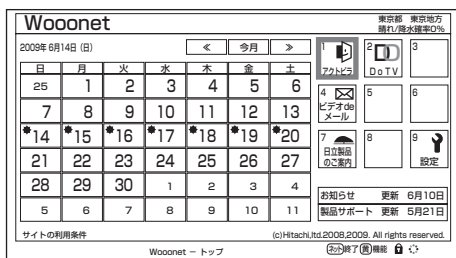 Wooonet
東京都 東京地方
晴れ/降水確率0%
2009年 6月14日 (日)
≪ 今月 ≫
日 月 火 水 木 金 土
25 1 2 3 4 5 6
7 8 9 10 11 12 13
*14 *15 *16 *17 *18 *19 *20
21 22 23 24 25 26 27
28 29 30 1 2 3 4
5 6 7 8 9 10 11
1 アクトビラ
2 DoTV
3
4 ビデオde
メール
5
6
7 日立製品
のご案内
8
9 設定
お知らせ 更新 6月10日
製品サポート 更新 5月21日
サイトの利用条件
(c)Hitachi,ltd.2008,2009. All rights reserved.
Wooonet － トップ
ネット終了 黄機能